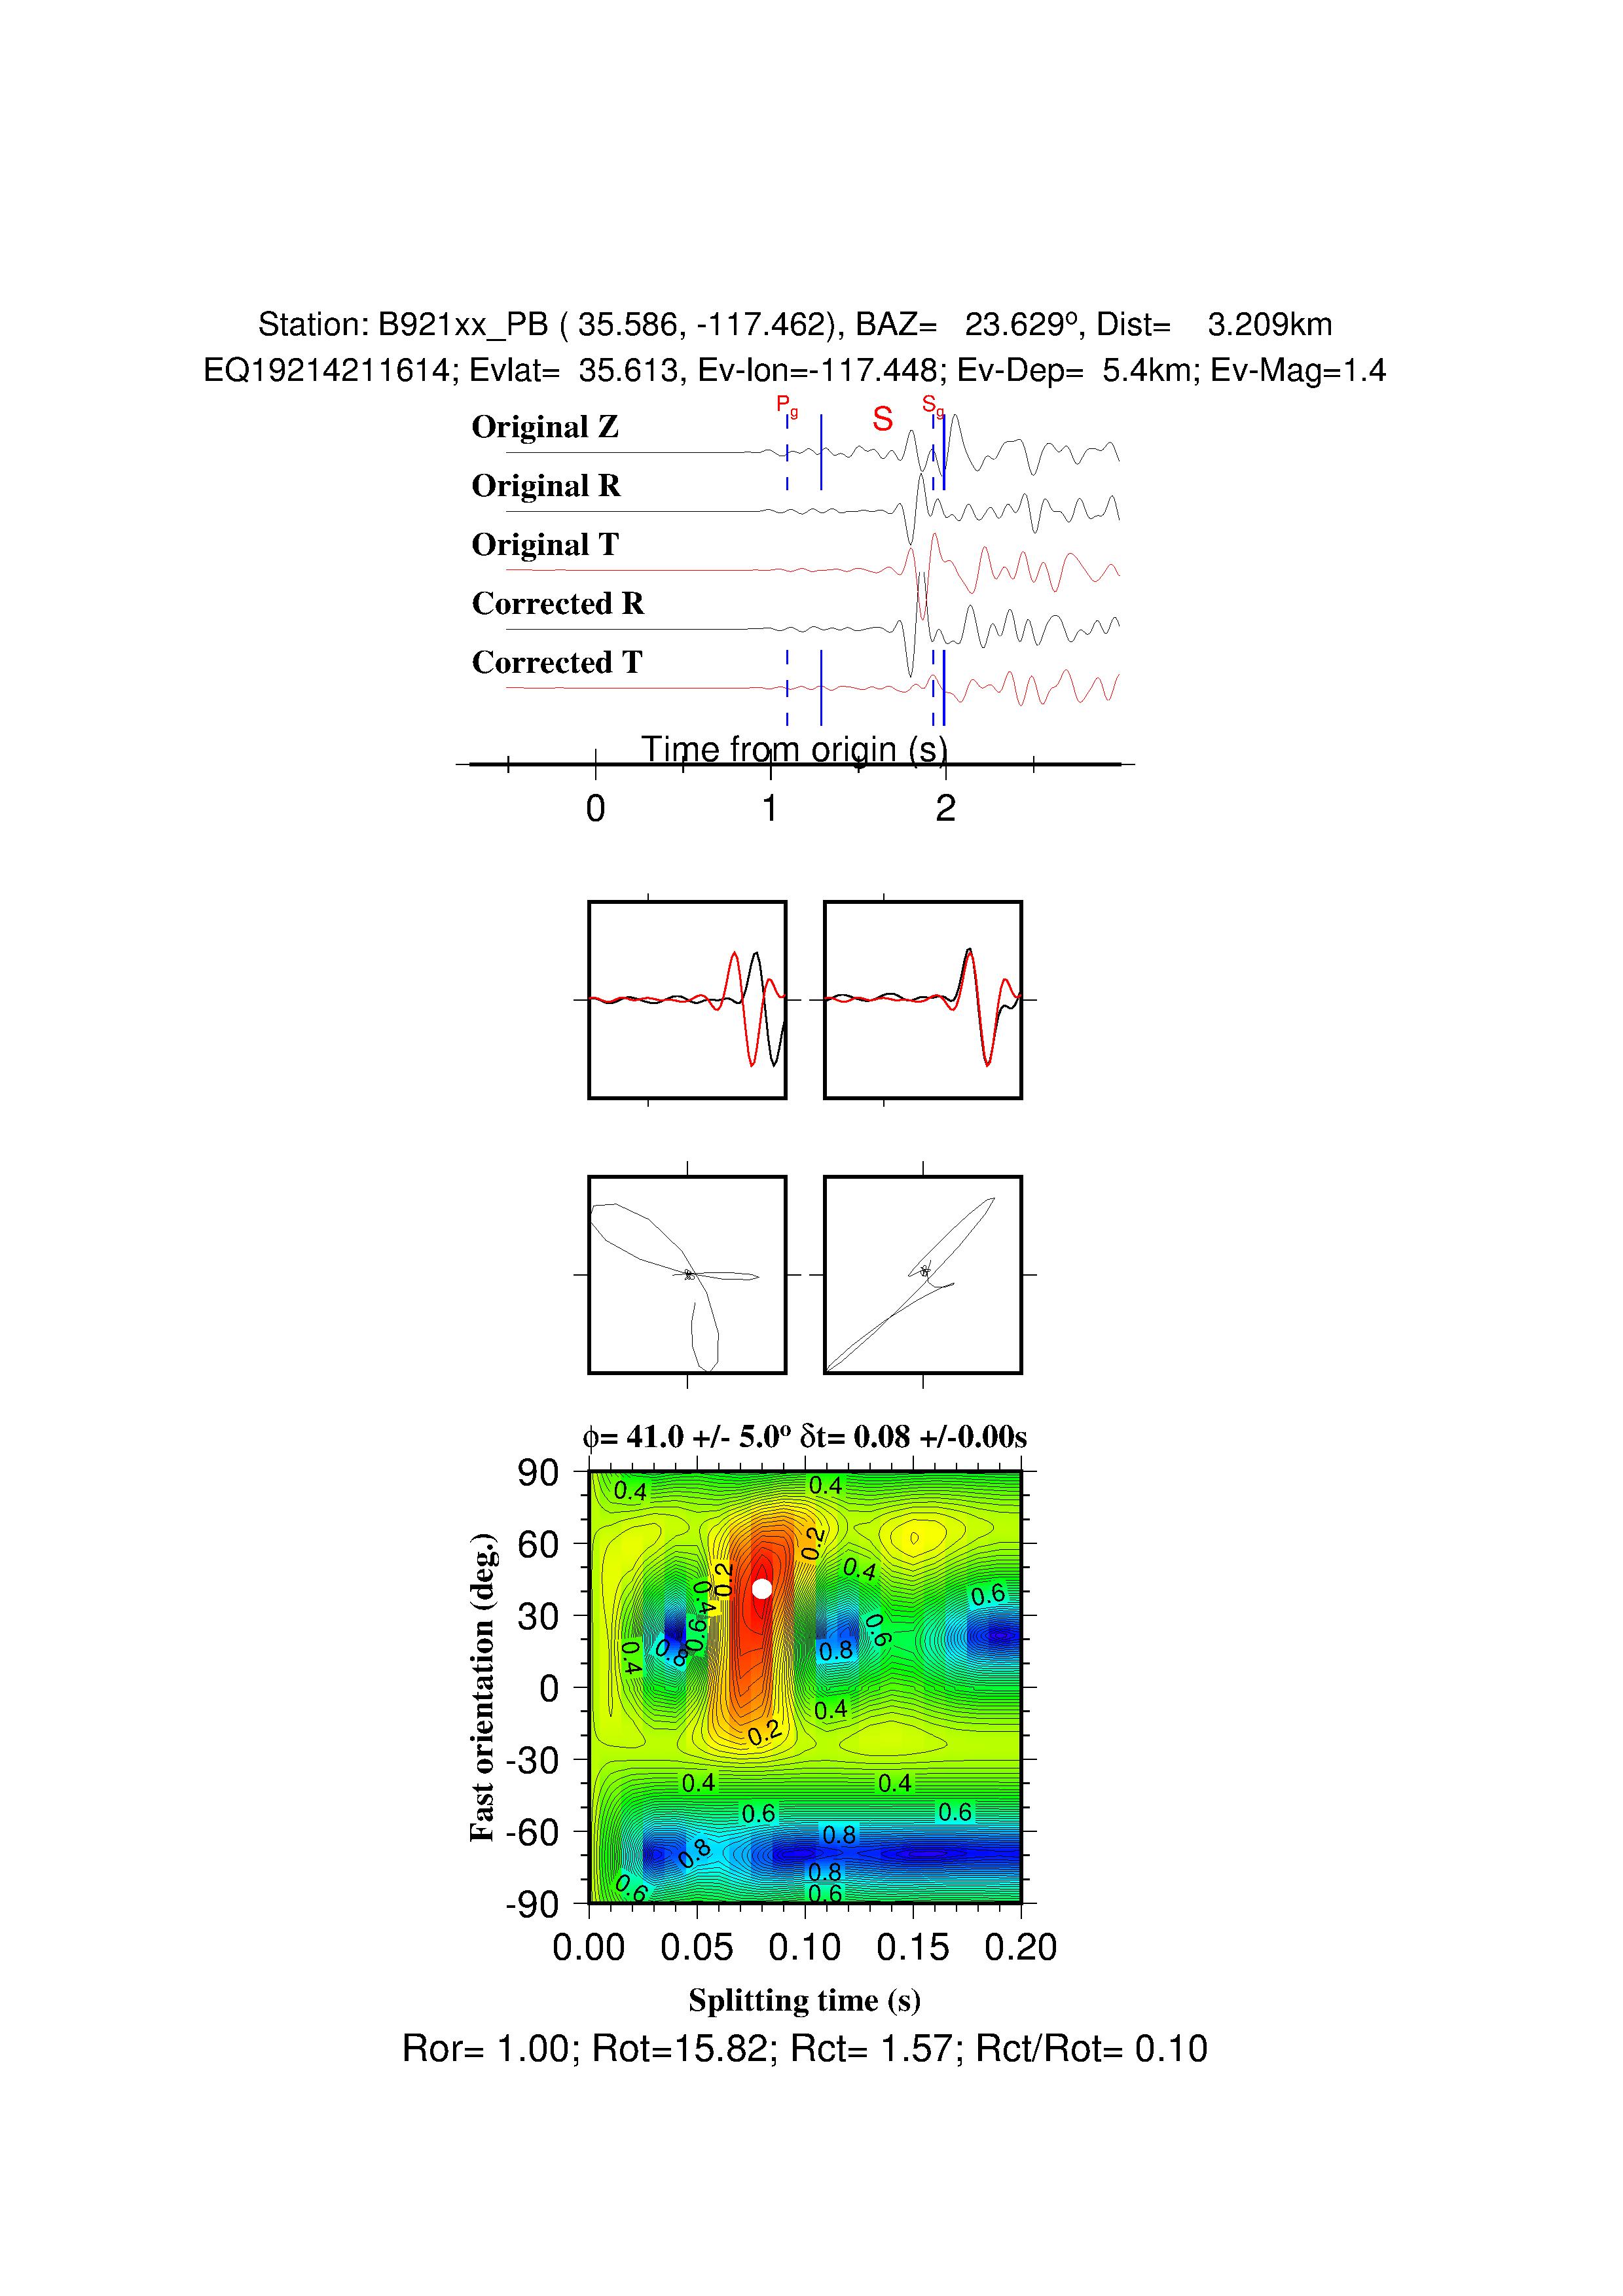 Station: B921xx_PB ( 35.586, -117.462), BAZ= 23.629º, Dist= 3.209km
EQ19214211614; Evlat= 35.613, Ev-lon=-117.448; Ev-Dep= 5.4km; Ev-Mag=1.4
Pg S Sg
Original Z
Original R
Original T
Corrected R
Corrected T
Time from origin (s)
0 1 2
ϕ= 41.0 +/- 5.0º δt= 0.08 +/-0.00s
Fast orientation (deg.)
90
60
30
0
-30
-60
-90
0.4 0.4
0.2 0.2 0.4
0.4 0.6
0.6 0.6
0.4 0.8 0.8
0.4
0.2
0.4 0.4
0.6 0.6
0.8 0.8
0.8
0.6 0.6
0.00 0.05 0.10 0.15 0.20
Splitting time (s)
Ror= 1.00; Rot=15.82; Rct= 1.57; Rct/Rot= 0.10